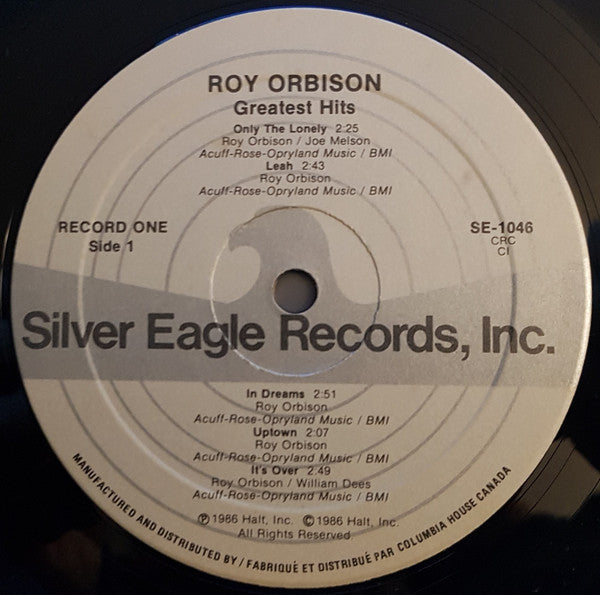 ROY ORBISON
Greatest Hits
Only The Lonely 2:25
Roy Orbison / Joe Melson
Acuff-Rose-Opryland Music / BMI
Leah 2:43
Roy Orbison
Acuff-Rose-Opryland Music / BMI
RECORD ONE
Side 1
SE-1046
CRC
CI
Silver Eagle Records, Inc.
In Dreams 2:51
Roy Orbison
Acuff-Rose-Opryland Music / BMI
Uptown 2:07
Roy Orbison
Acuff-Rose-Opryland Music / BMI
It's Over 2:49
Roy Orbison / William Dees
Acuff-Rose-Opryland Music / BMI
℗1986 Halt, Inc. ©1986 Halt, Inc.
All Rights Reserved
MANUFACTURED AND DISTRIBUTED BY / FABRIQUÉ ET DISTRIBUÉ PAR COLUMBIA HOUSE CANADA